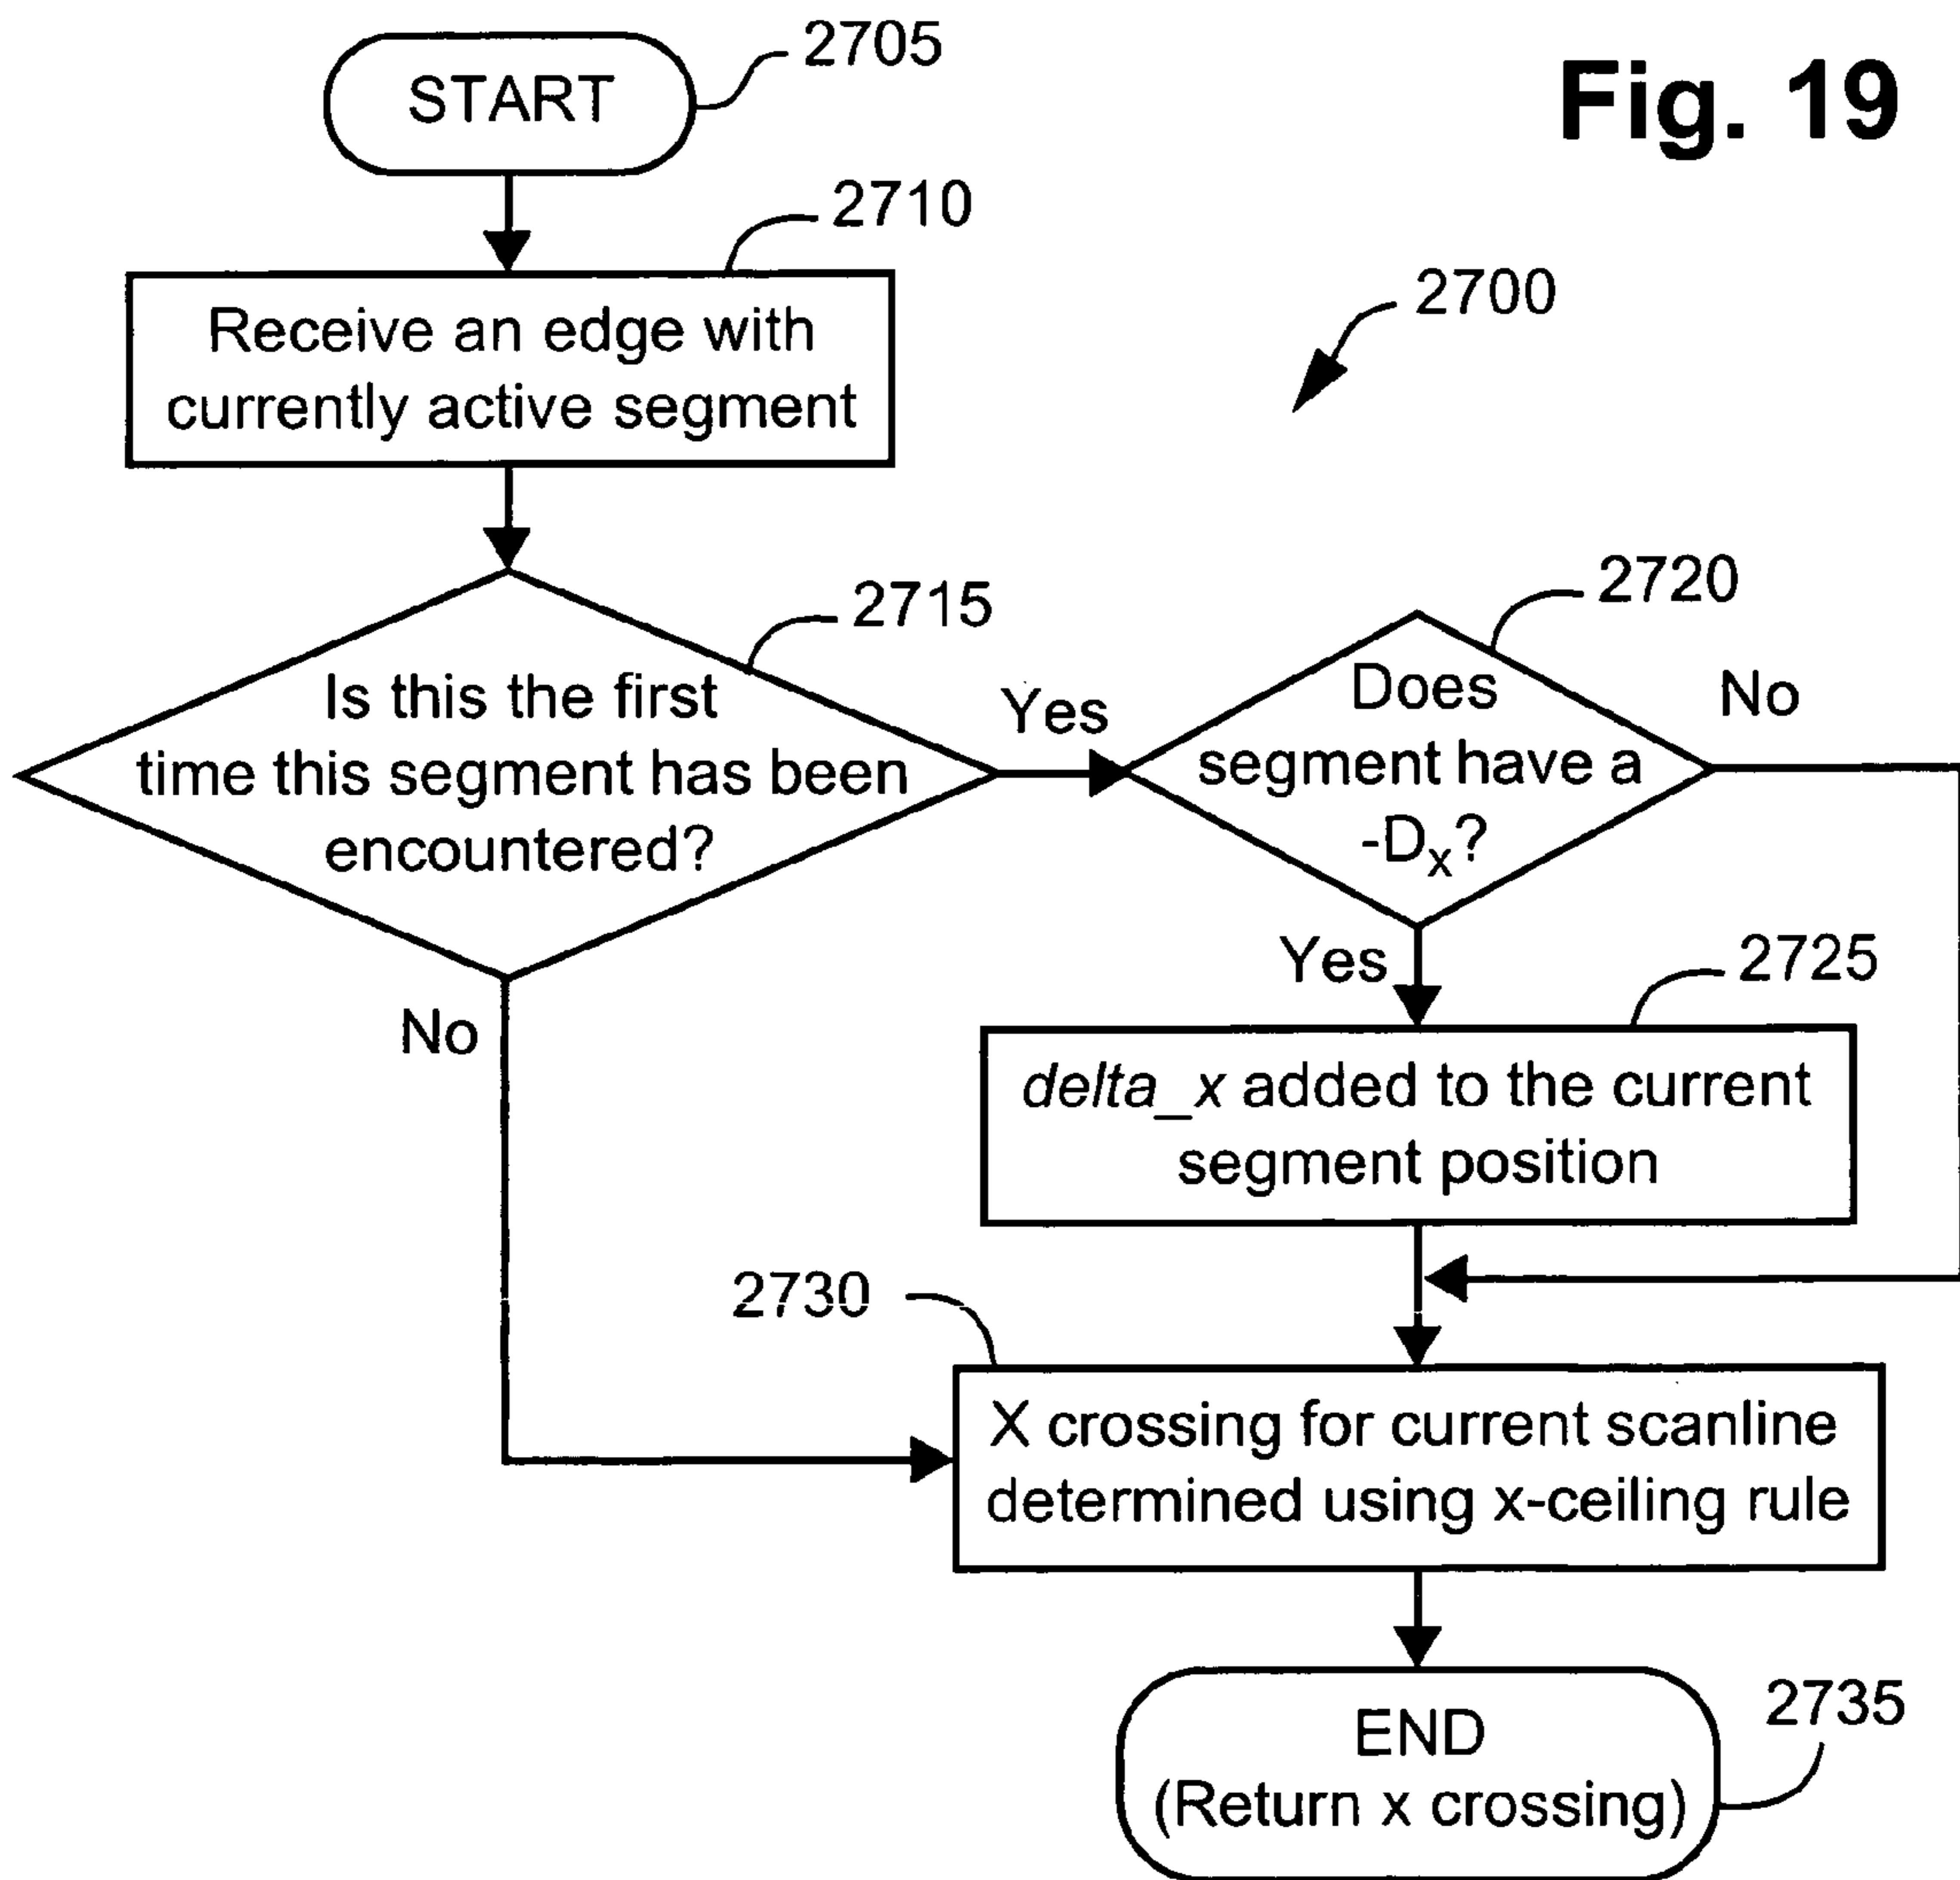 Fig. 19
2705
START
2710
Receive an edge with
currently active segment
2700
2715
Is this the first
time this segment has been
encountered?
Yes
No
2720
Does
segment have a
-Dₓ?
No
Yes
2725
delta_x added to the current
segment position
2730
X crossing for current scanline
determined using x-ceiling rule
END
(Return x crossing)
2735